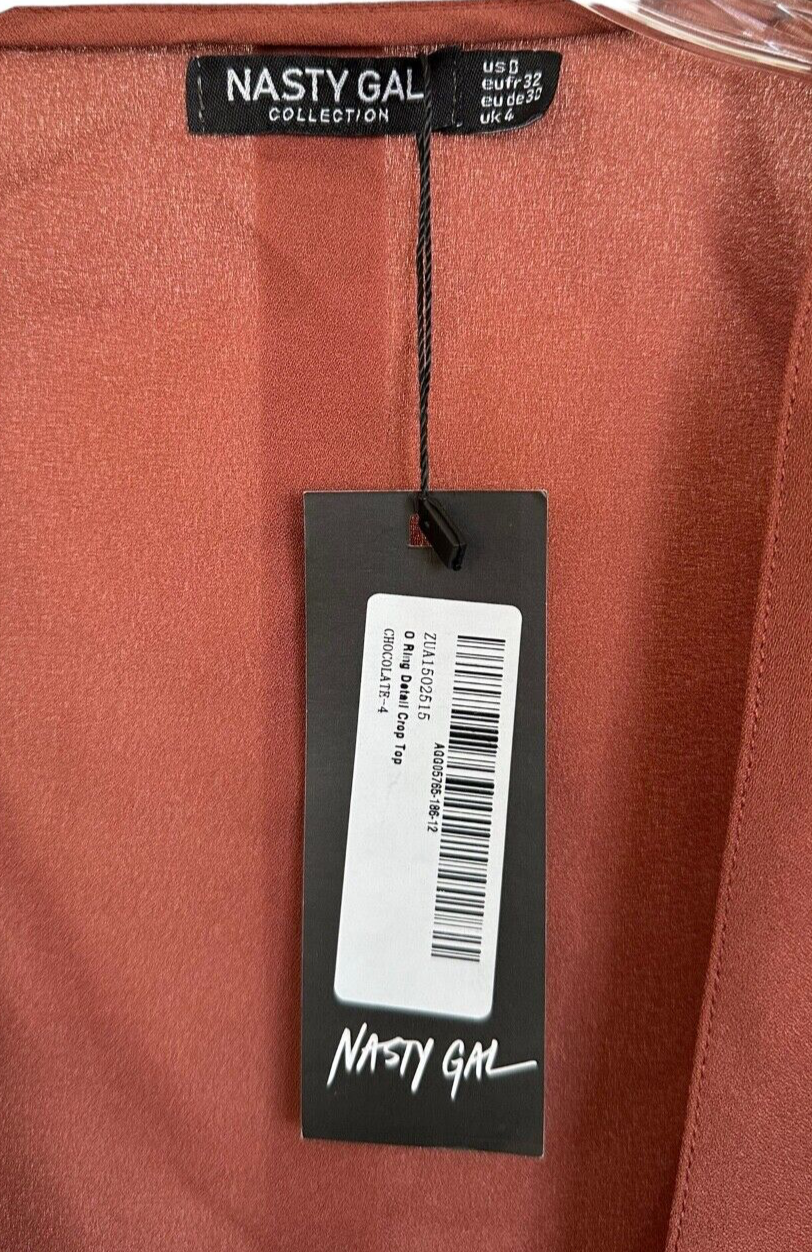 NASTY GAL
COLLECTION
us 0
eu fr 32
eu de 30
uk 4
ZUA1502515
AGG05765-186-12
O Ring Detail Crop Top
CHOCOLATE-4
NASTY GAL